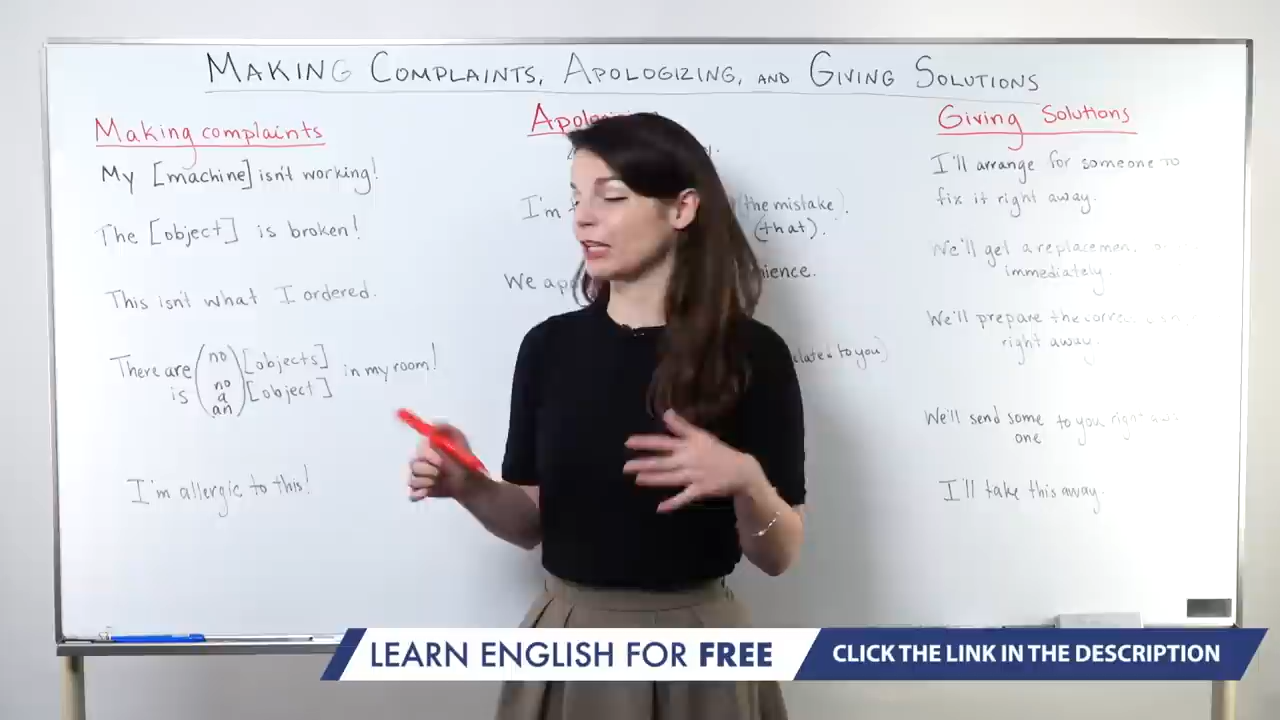 MAKING COMPLAINTS, APOLOGIZING, AND GIVING SOLUTIONS
Making complaints
My [machine] isn't working!
The [object] is broken!
This isn't what I ordered.
There are (no) [objects] in my room!
is (no a an) [object]
I'm allergic to this!
I'm
(the mistake).
(that).
We
to you)
Giving Solutions
I'll arrange for someone to
fix it right away.
We'll get a
immediately.
We'll prepare the
right away.
We'll send some to you right
one
I'll take this away.
LEARN ENGLISH FOR FREE
CLICK THE LINK IN THE DESCRIPTION